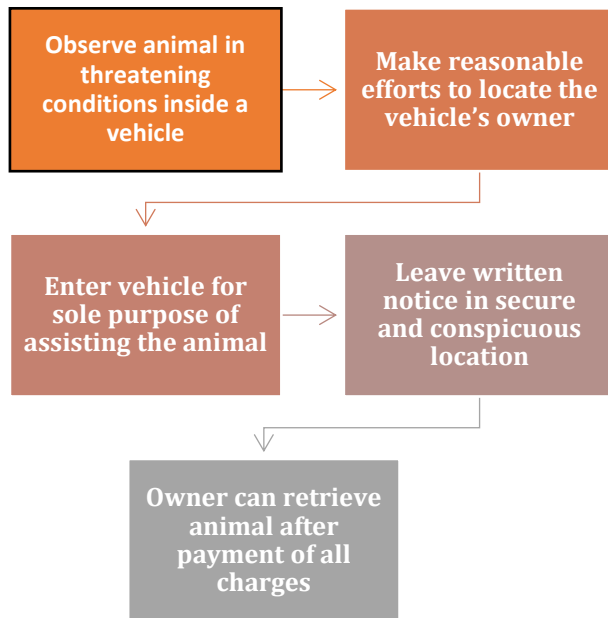 Observe animal in
threatening
conditions inside a
vehicle
Make reasonable
efforts to locate the
vehicle’s owner
Enter vehicle for
sole purpose of
assisting the animal
Leave written
notice in secure
and conspicuous
location
Owner can retrieve
animal after
payment of all
charges